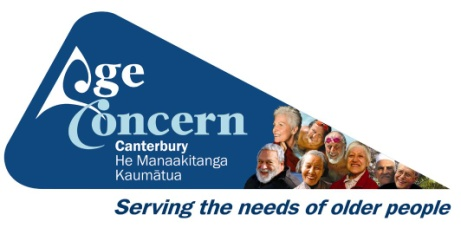 Age
Concern
Canterbury
He Manaakitanga
Kaumātua
Serving the needs of older people